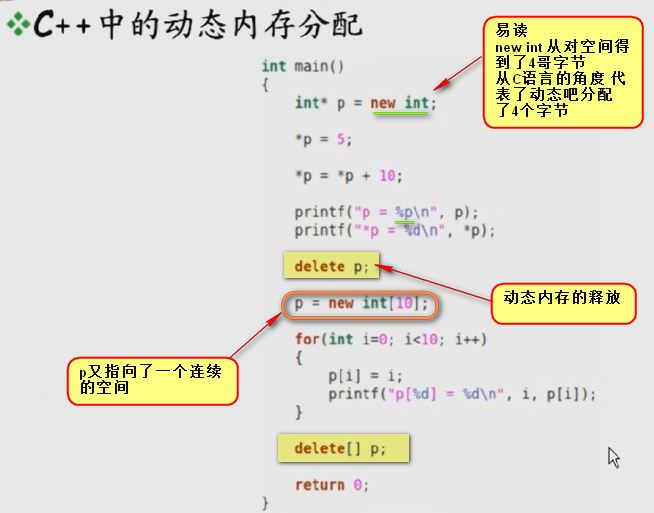 C++中的动态内存分配
易读
new int 从对空间得
到了4哥字节
从C语言的角度 代
表了动态吧分配
了4个字节
int main()
{
int* p = new int;
*p = 5;
*p = *p + 10;
printf("p = %p\n", p);
printf("*p = %d\n", *p);
delete p;
动态内存的释放
p = new int[10];
for(int i=0; i<10; i++)
{
p又指向了一个连续
的空间
p[i] = i;
printf("p[%d] = %d\n", i, p[i]);
}
delete[] p;
return 0;
}